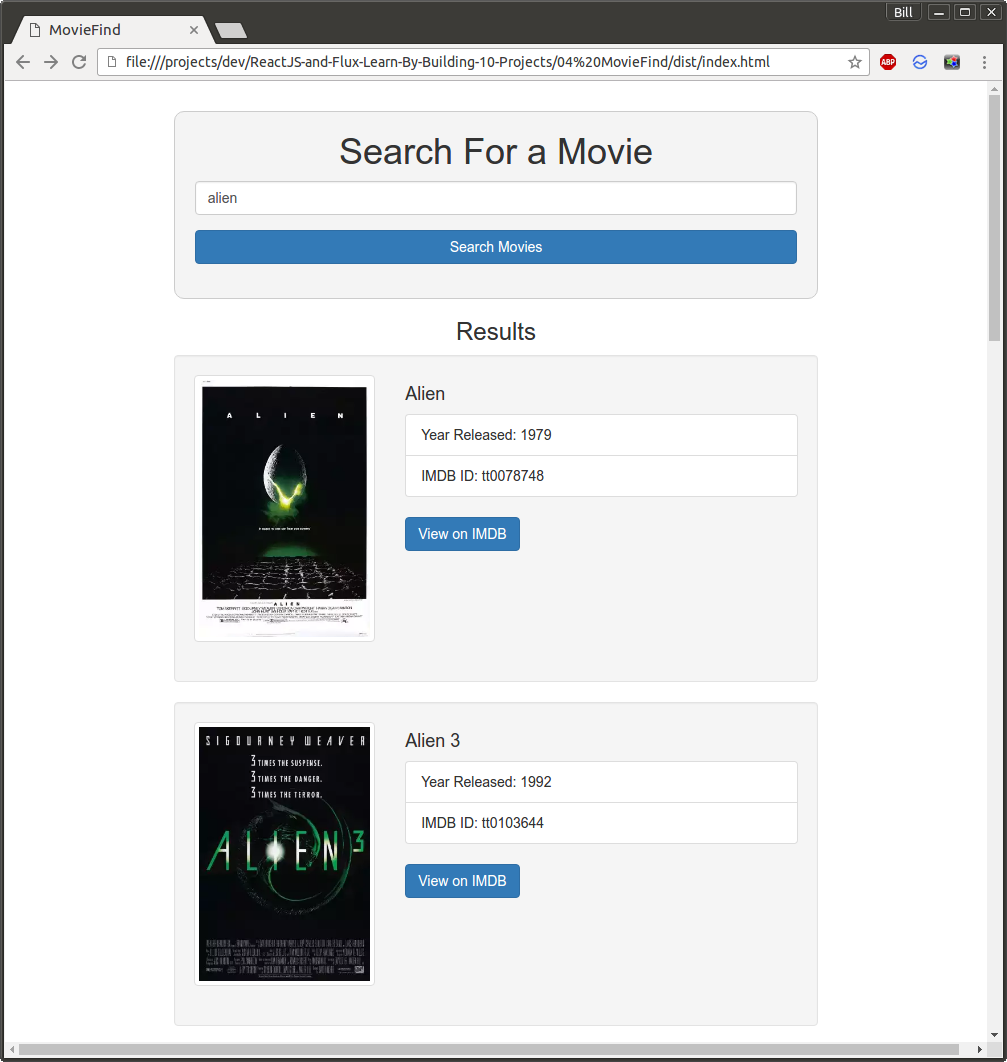 Bill
MovieFind
file:///projects/dev/ReactJS-and-Flux-Learn-By-Building-10-Projects/04%20MovieFind/dist/index.html
ABP
Search For a Movie
alien
Search Movies
Results
Alien
Year Released: 1979
IMDB ID: tt0078748
View on IMDB
A L I E N
A L I E N
Alien 3
Year Released: 1992
IMDB ID: tt0103644
View on IMDB
SIGOURNEY WEAVER
3 TIMES THE SUSPENSE.
3 TIMES THE DANGER.
3 TIMES THE TERROR.
ALIEN 3